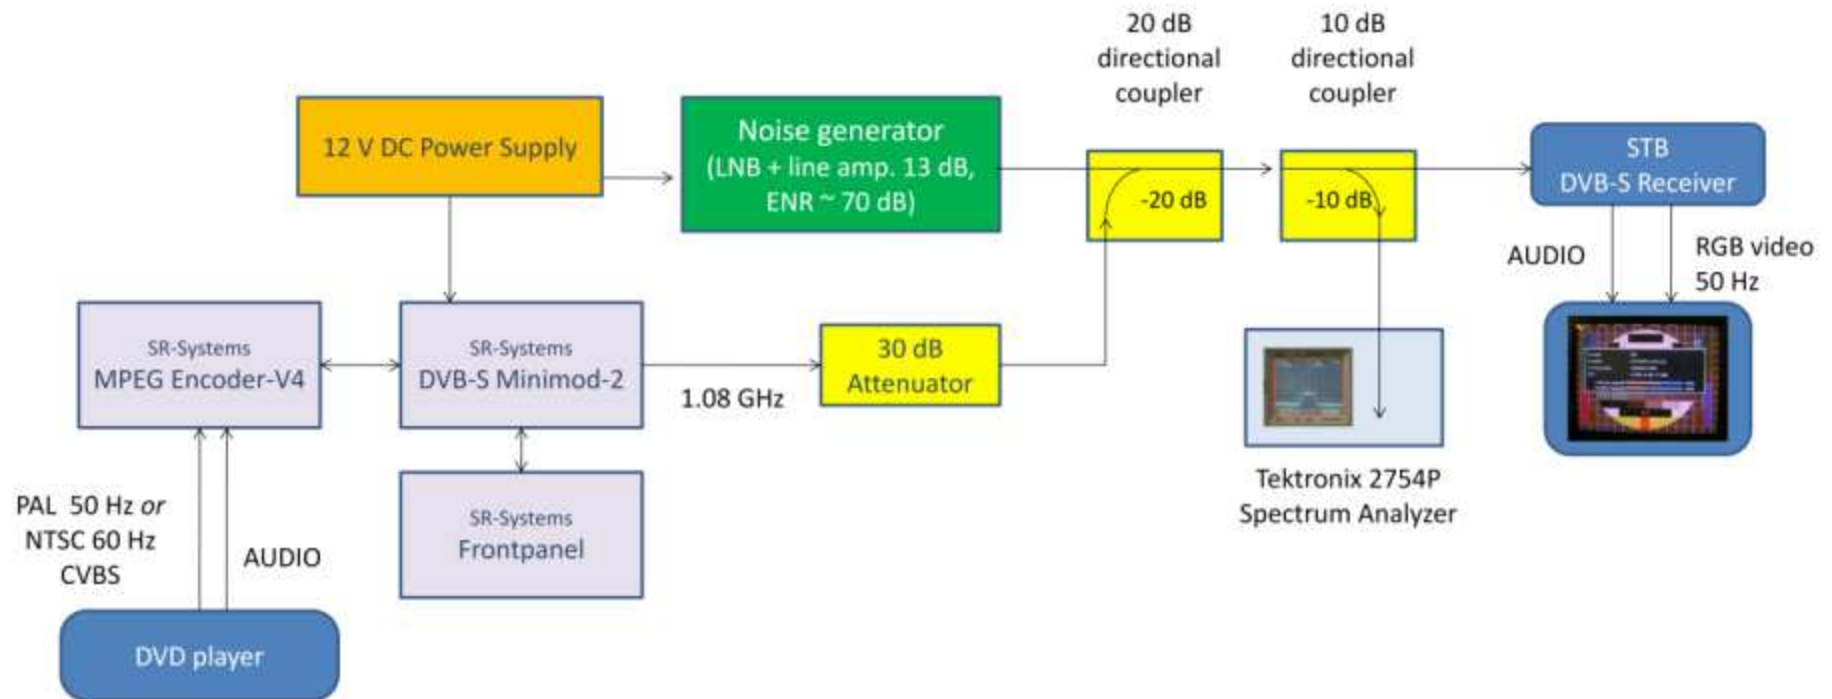 20 dB
directional
coupler
10 dB
directional
coupler
12 V DC Power Supply
Noise generator
(LNB + line amp. 13 dB,
ENR ~ 70 dB)
-20 dB
-10 dB
STB
DVB-S Receiver
AUDIO
RGB video
50 Hz
SR-Systems
MPEG Encoder-V4
SR-Systems
DVB-S Minimod-2
1.08 GHz
30 dB
Attenuator
SR-Systems
Frontpanel
Tektronix 2754P
Spectrum Analyzer
PAL 50 Hz or
NTSC 60 Hz
CVBS
AUDIO
DVD player